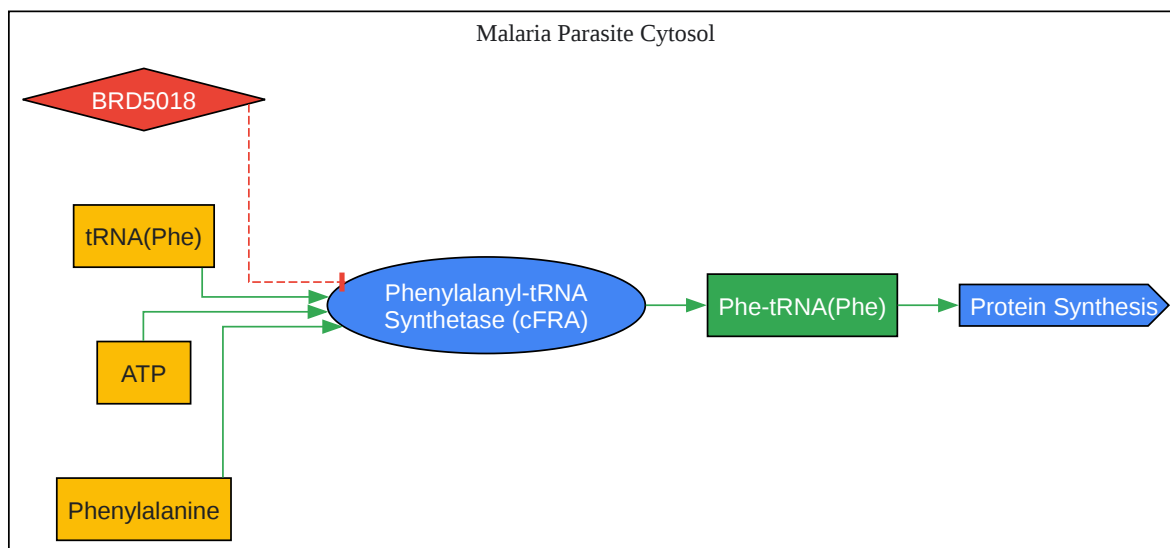 Malaria Parasite Cytosol
BRD5018
tRNA(Phe)
ATP
Phenylalanine
Phenylalanyl-tRNA
Synthetase (cFRA)
Phe-tRNA(Phe)
Protein Synthesis